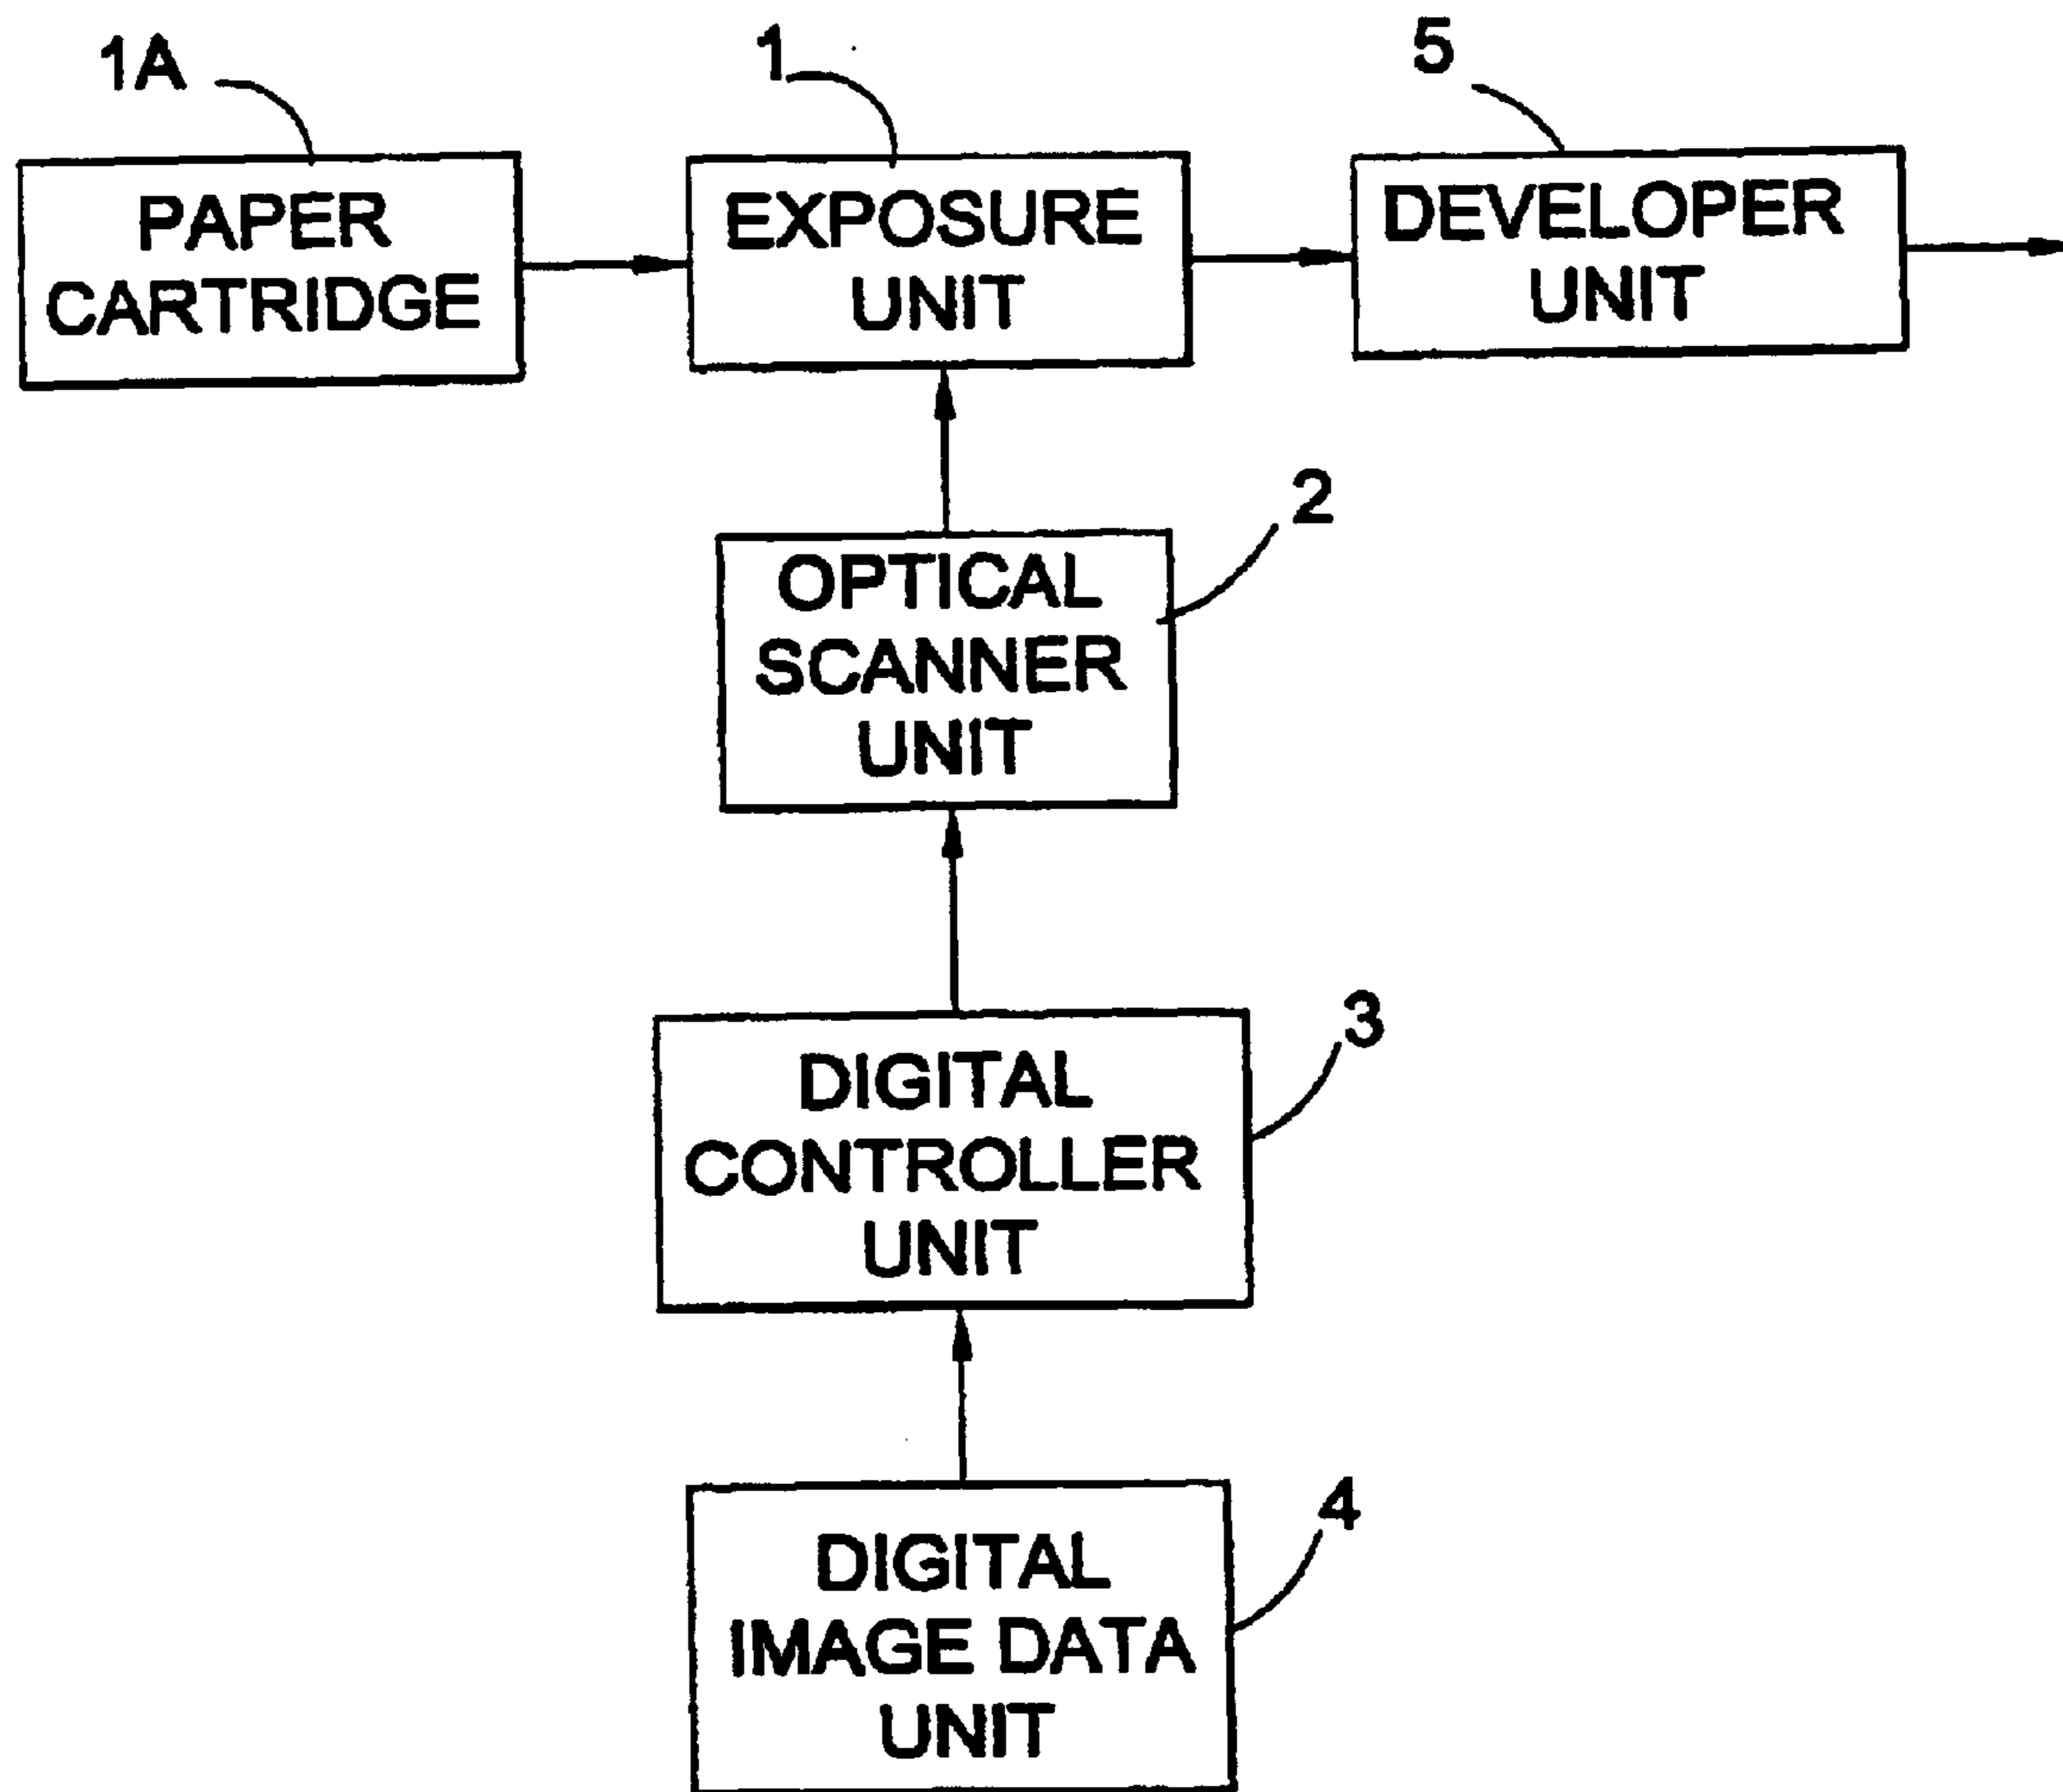 1A
1
5
PAPER
CARTRIDGE
EXPOSURE
UNIT
DEVELOPER
UNIT
2
OPTICAL
SCANNER
UNIT
3
DIGITAL
CONTROLLER
UNIT
4
DIGITAL
IMAGE DATA
UNIT